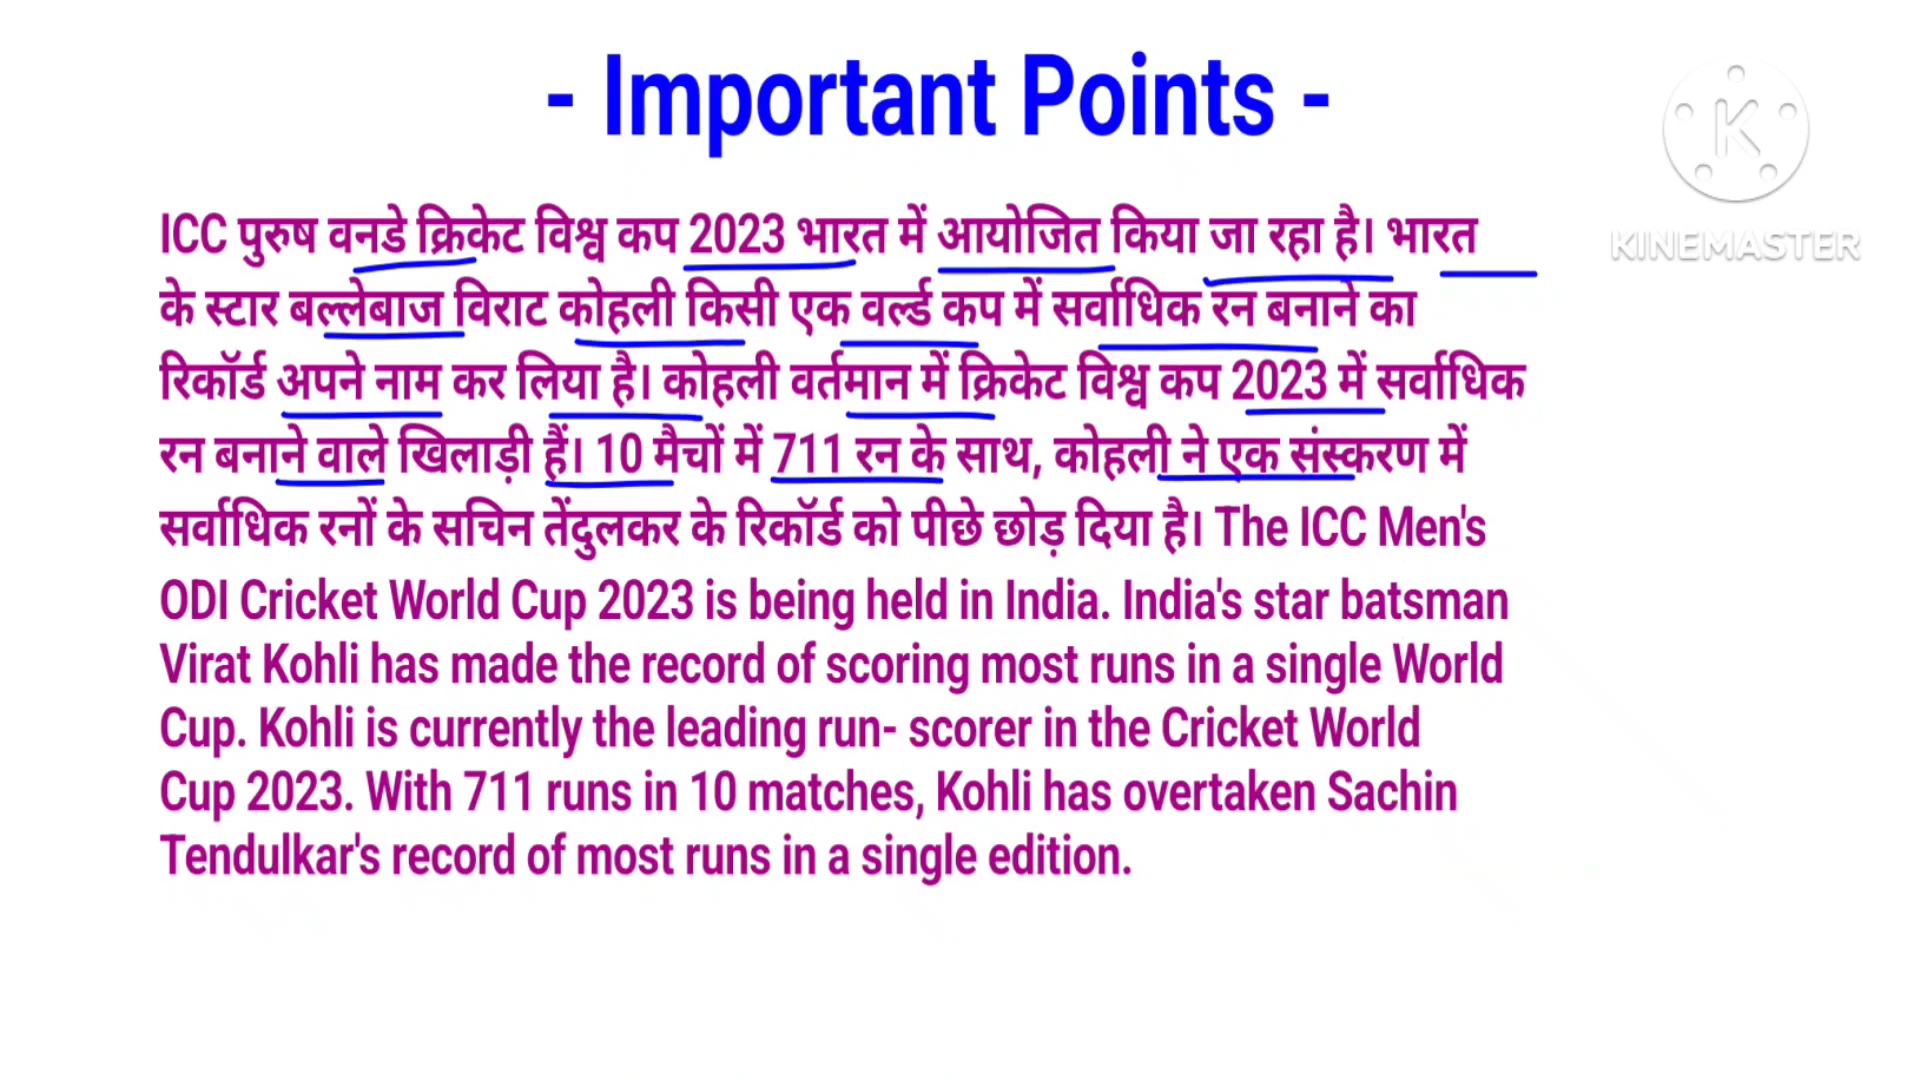 - Important Points -
K
KINEMASTER
ICC पुरुष वनडे क्रिकेट विश्व कप 2023 भारत में आयोजित किया जा रहा है। भारत
के स्टार बल्लेबाज विराट कोहली किसी एक वर्ल्ड कप में सर्वाधिक रन बनाने का
रिकॉर्ड अपने नाम कर लिया है। कोहली वर्तमान में क्रिकेट विश्व कप 2023 में सर्वाधिक
रन बनाने वाले खिलाड़ी हैं। 10 मैचों में 711 रन के साथ, कोहली ने एक संस्करण में
सर्वाधिक रनों के सचिन तेंदुलकर के रिकॉर्ड को पीछे छोड़ दिया है। The ICC Men's
ODI Cricket World Cup 2023 is being held in India. India's star batsman
Virat Kohli has made the record of scoring most runs in a single World
Cup. Kohli is currently the leading run- scorer in the Cricket World
Cup 2023. With 711 runs in 10 matches, Kohli has overtaken Sachin
Tendulkar's record of most runs in a single edition.